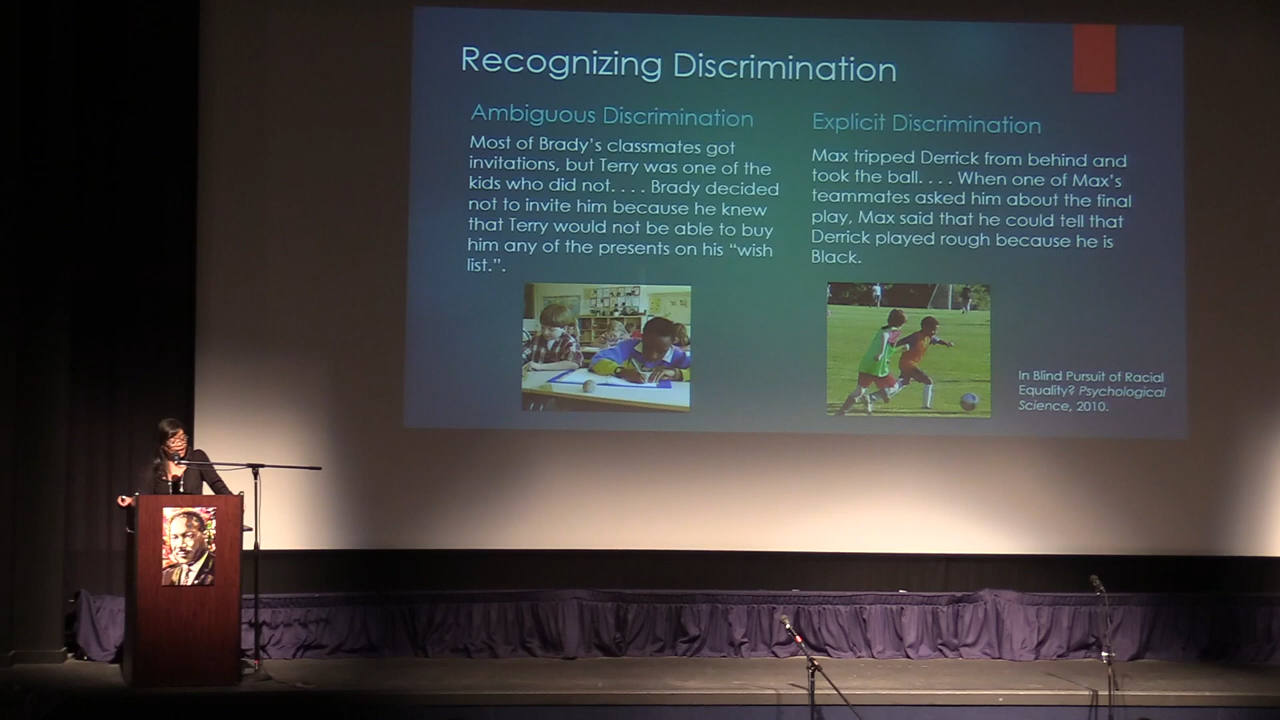 Recognizing Discrimination
Ambiguous Discrimination
Most of Brady's classmates got
invitations, but Terry was one of the
kids who did not. . . . Brady decided
not to invite him because he knew
that Terry would not be able to buy
him any of the presents on his “wish
list.”.
Explicit Discrimination
Max tripped Derrick from behind and
took the ball. . . . When one of Max's
teammates asked him about the final
play, Max said that he could tell that
Derrick played rough because he is
Black.
In Blind Pursuit of Racial
Equality? Psychological
Science, 2010.